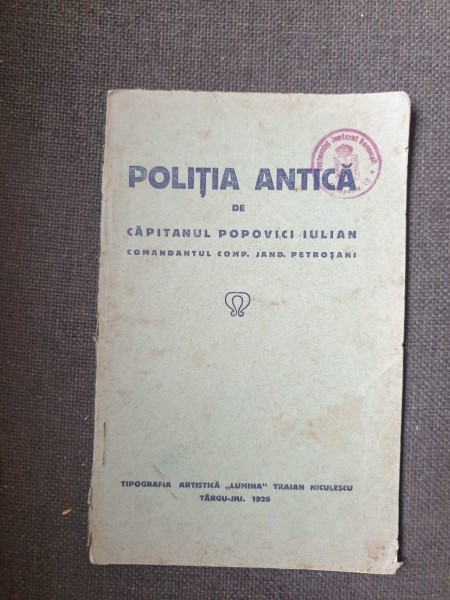 POLIȚIA ANTICĂ
DE
CĂPITANUL POPOVICI IULIAN
COMANDANTUL COMP. JAND. PETROȘANI
TIPOGRAFIA ARTISTICĂ „LUMINA" TRAIAN NICULESCU
TÂRGU-JIU. 1926